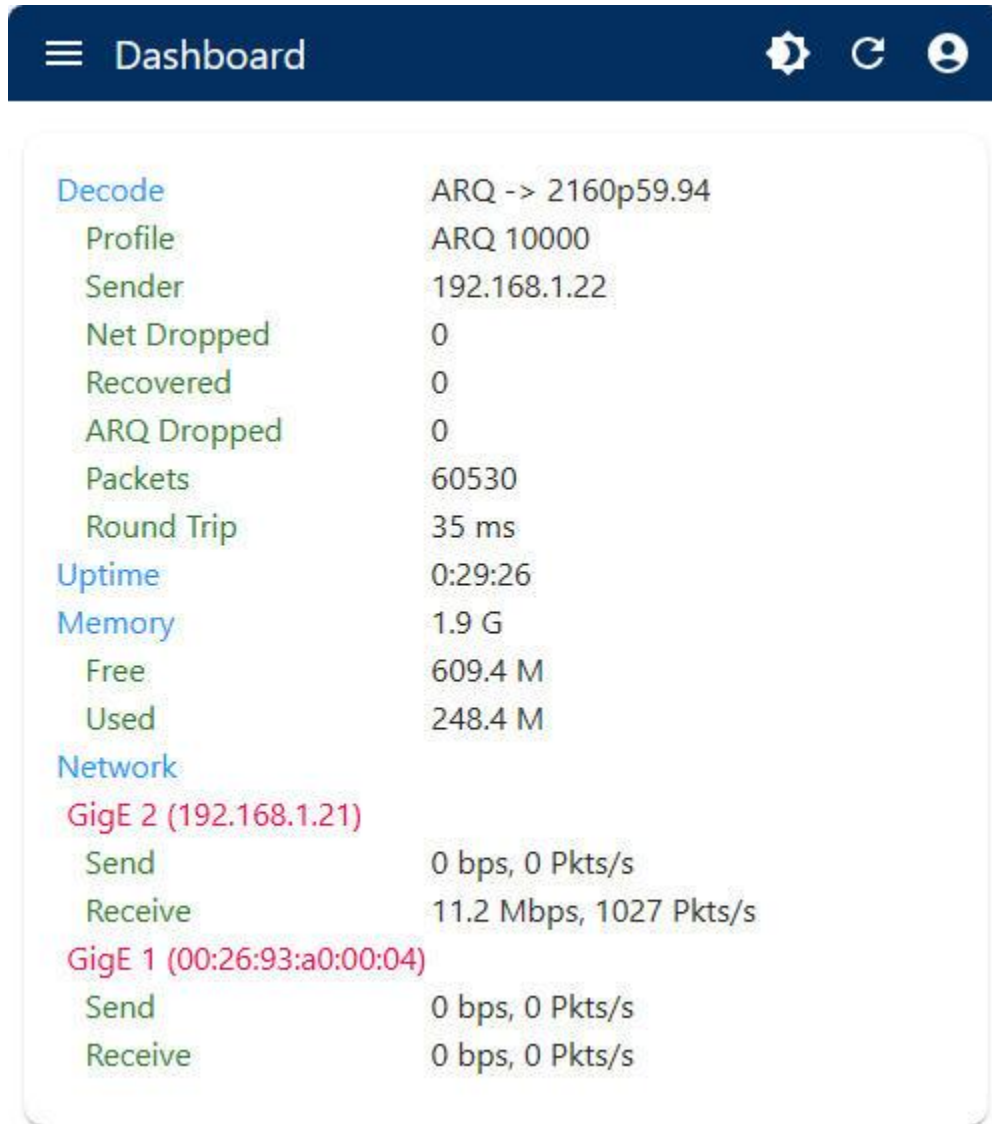 Dashboard
Decode ARQ -> 2160p59.94
Profile ARQ 10000
Sender 192.168.1.22
Net Dropped 0
Recovered 0
ARQ Dropped 0
Packets 60530
Round Trip 35 ms
Uptime 0:29:26
Memory 1.9 G
Free 609.4 M
Used 248.4 M
Network
GigE 2 (192.168.1.21)
Send 0 bps, 0 Pkts/s
Receive 11.2 Mbps, 1027 Pkts/s
GigE 1 (00:26:93:a0:00:04)
Send 0 bps, 0 Pkts/s
Receive 0 bps, 0 Pkts/s